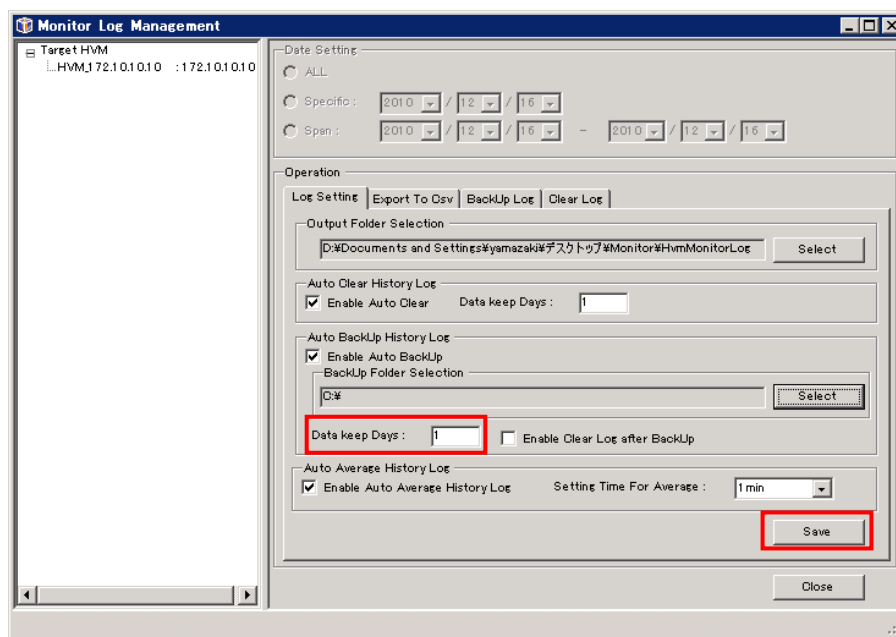 Monitor Log Management
Target HVM
HVM_172.10.10.10 : 172.10.10.10
Date Setting
ALL
Specific : 2010 / 12 / 16
Span : 2010 / 12 / 16 - 2010 / 12 / 16
Operation
Log Setting Export To Csv BackUp Log Clear Log
Output Folder Selection
D:¥Documents and Settings¥yamazaki¥デスクトップ¥Monitor¥HvmMonitorLog Select
Auto Clear History Log
Enable Auto Clear Data keep Days : 1
Auto BackUp History Log
Enable Auto BackUp
BackUp Folder Selection
C:¥ Select
Data keep Days : 1 Enable Clear Log after BackUp
Auto Average History Log
Enable Auto Average History Log Setting Time For Average : 1 min
Save
Close